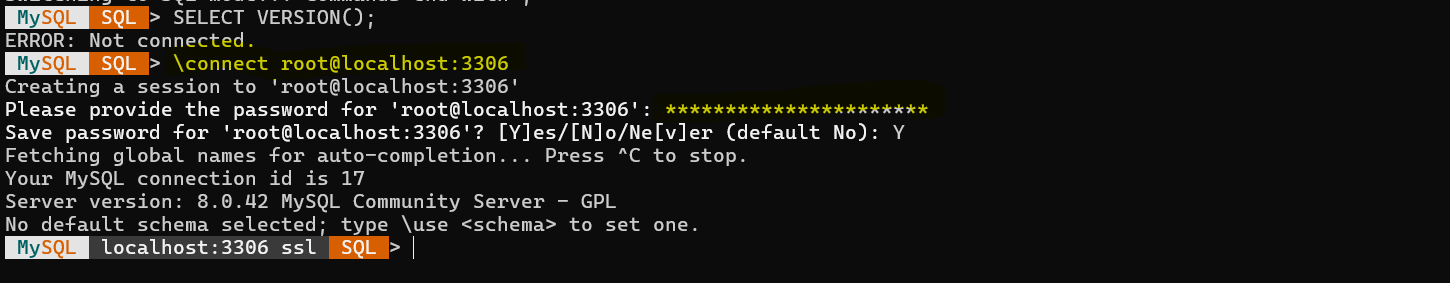 MySQL SQL > SELECT VERSION();
ERROR: Not connected.
MySQL SQL > \connect root@localhost:3306
Creating a session to 'root@localhost:3306'
Please provide the password for 'root@localhost:3306': **********************
Save password for 'root@localhost:3306'? [Y]es/[N]o/Ne[v]er (default No): Y
Fetching global names for auto-completion... Press ^C to stop.
Your MySQL connection id is 17
Server version: 8.0.42 MySQL Community Server - GPL
No default schema selected; type \use <schema> to set one.
MySQL localhost:3306 ssl SQL >